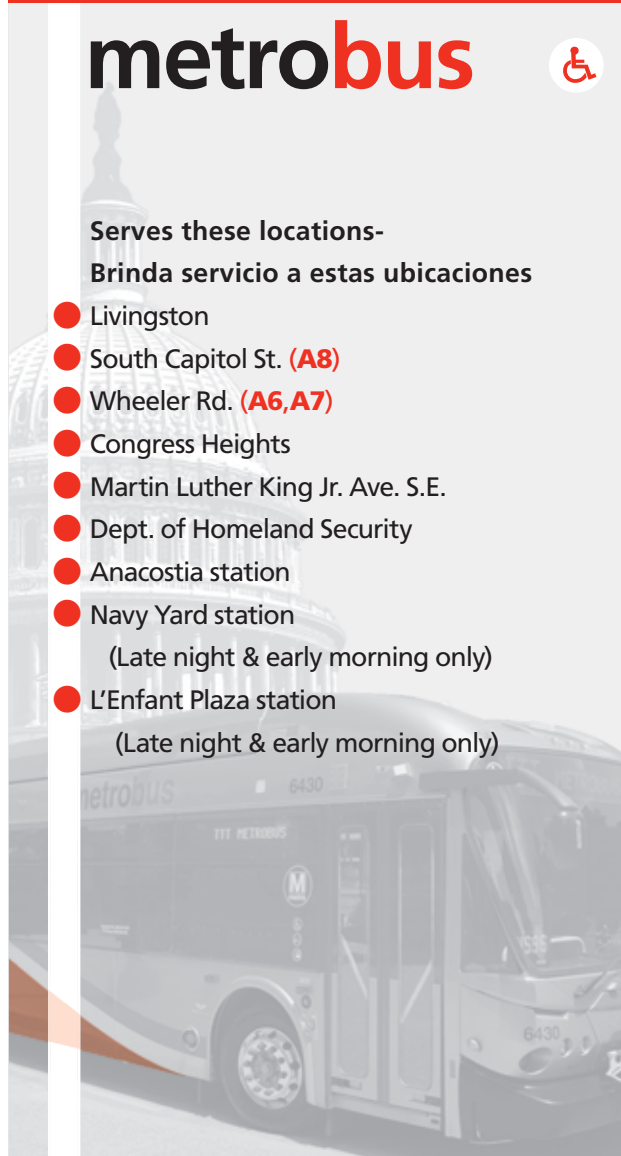 metrobus
Serves these locations-
Brinda servicio a estas ubicaciones
Livingston
South Capitol St. (A8)
Wheeler Rd. (A6,A7)
Congress Heights
Martin Luther King Jr. Ave. S.E.
Dept. of Homeland Security
Anacostia station
Navy Yard station
(Late night & early morning only)
L’Enfant Plaza station
(Late night & early morning only)
metrobus
6430
TTT METROBUS
M
6430